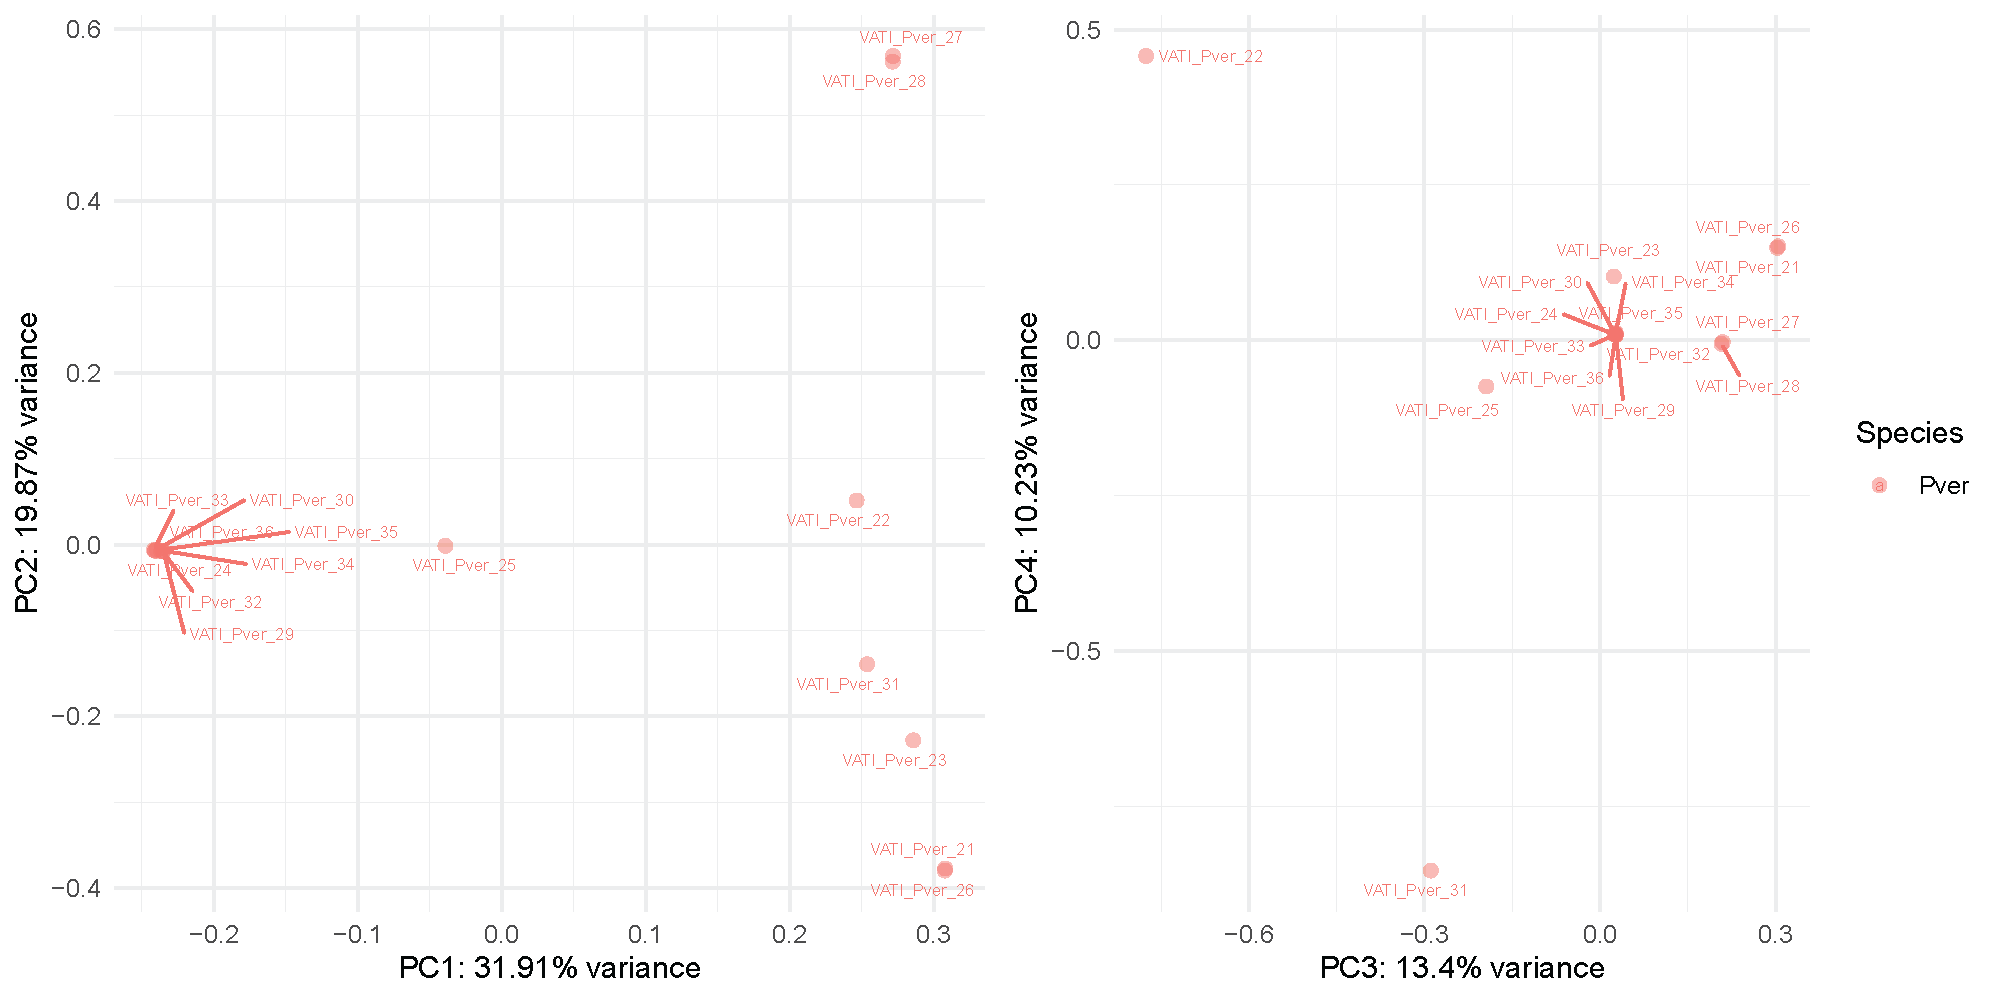 0.6
0.4
0.2
0.0
−0.2
−0.4
PC2: 19.87% variance
VATI_Pver_27
VATI_Pver_28
VATI_Pver_33
VATI_Pver_30
VATI_Pver_36
VATI_Pver_35
VATI_Pver_22
VATI_Pver_34
VATI_Pver_25
VATI_Pver_24
VATI_Pver_32
VATI_Pver_29
VATI_Pver_31
VATI_Pver_23
VATI_Pver_21
VATI_Pver_26
−0.2
−0.1
0.0
0.1
0.2
0.3
PC1: 31.91% variance
0.5
0.0
−0.5
PC4: 10.23% variance
VATI_Pver_22
VATI_Pver_26
VATI_Pver_23
VATI_Pver_21
VATI_Pver_30
VATI_Pver_34
VATI_Pver_24
VATI_Pver_35
VATI_Pver_27
VATI_Pver_33
VATI_Pver_32
VATI_Pver_36
VATI_Pver_28
VATI_Pver_25
VATI_Pver_29
VATI_Pver_31
−0.6
−0.3
0.0
0.3
PC3: 13.4% variance
Species
a
Pver